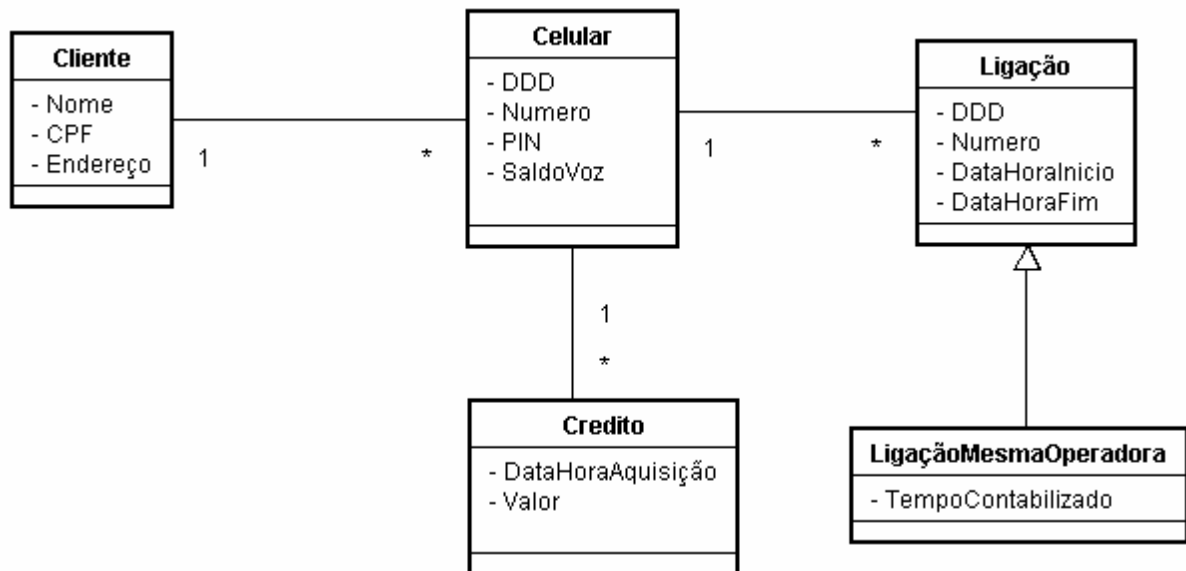 Cliente
- Nome
- CPF
- Endereço
1
*
Celular
- DDD
- Numero
- PIN
- SaldoVoz
1
*
Ligação
- DDD
- Numero
- DataHoraInicio
- DataHoraFim
1
*
Credito
- DataHoraAquisição
- Valor
LigaçãoMesmaOperadora
- TempoContabilizado